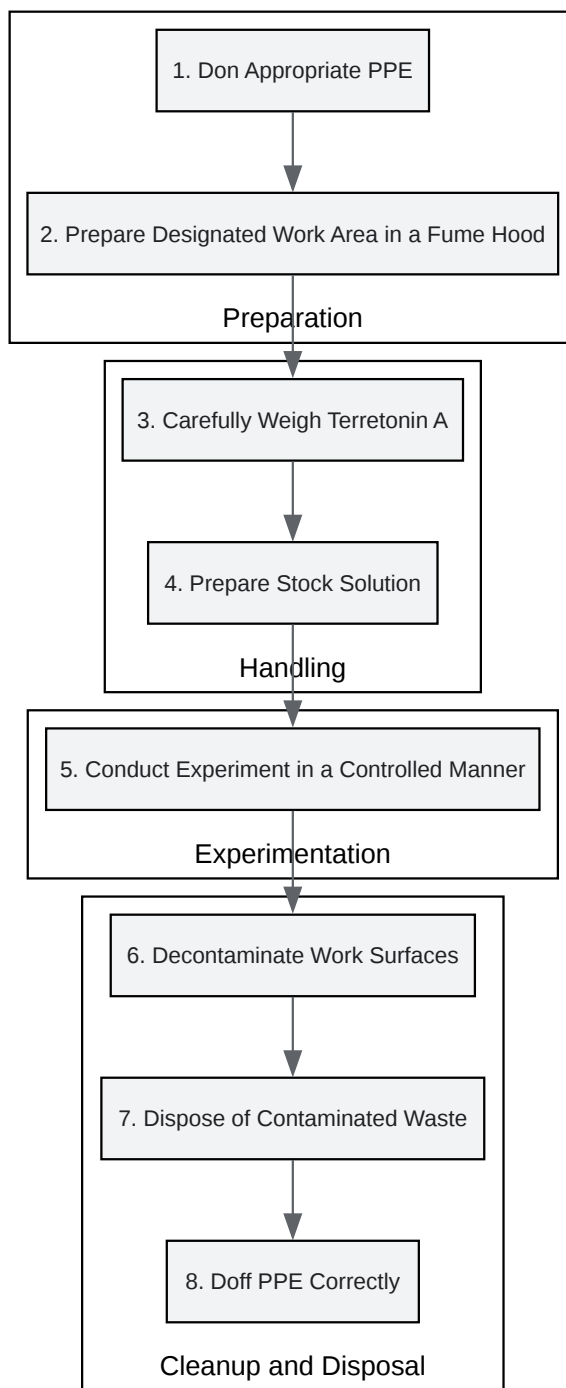 1. Don Appropriate PPE
2. Prepare Designated Work Area in a Fume Hood
Preparation
3. Carefully Weigh Terretonin A
4. Prepare Stock Solution
Handling
5. Conduct Experiment in a Controlled Manner
Experimentation
6. Decontaminate Work Surfaces
7. Dispose of Contaminated Waste
8. Doff PPE Correctly
Cleanup and Disposal